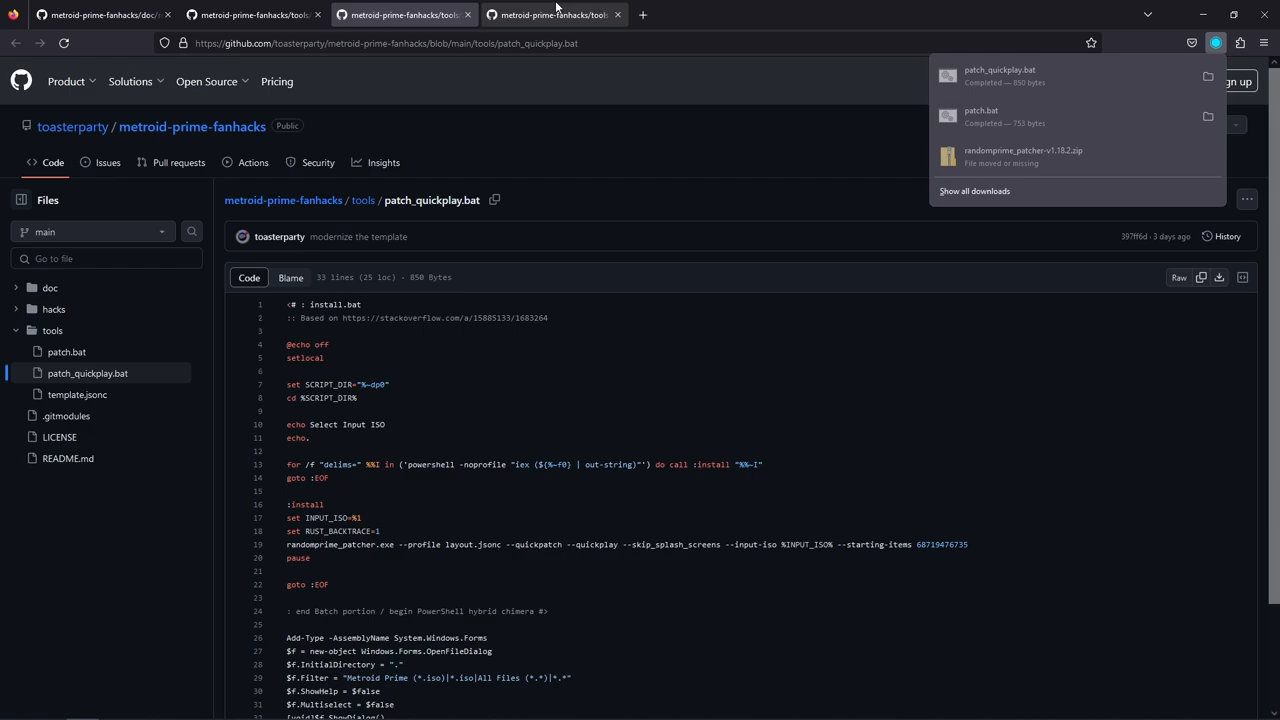 metroid-prime-fanhacks/doc/r
metroid-prime-fanhacks/tools/
metroid-prime-fanhacks/tools/
metroid-prime-fanhacks/tools
https://github.com/toasterparty/metroid-prime-fanhacks/blob/main/tools/patch_quickplay.bat
Product
Solutions
Open Source
Pricing
gn up
patch_quickplay.bat
Completed — 850 bytes
patch.bat
Completed — 753 bytes
randomprime_patcher-v1.18.2.zip
File moved or missing
Show all downloads
toasterparty / metroid-prime-fanhacks Public
Code
Issues
Pull requests
Actions
Security
Insights
Files
main
Go to file
doc
hacks
tools
patch.bat
patch_quickplay.bat
template.jsonc
.gitmodules
LICENSE
README.md
metroid-prime-fanhacks / tools / patch_quickplay.bat
toasterparty modernize the template
397ff6d · 3 days ago
History
Code
Blame
33 lines (25 loc) · 850 Bytes
Raw
1 <# : install.bat
2 :: Based on https://stackoverflow.com/a/15885133/1683264
3
4 @echo off
5 setlocal
6
7 set SCRIPT_DIR="%~dp0"
8 cd %SCRIPT_DIR%
9
10 echo Select Input ISO
11 echo.
12
13 for /f "delims=" %%I in ('powershell -noprofile "iex (${%~f0} | out-string)"') do call :install "%%~I"
14 goto :EOF
15
16 :install
17 set INPUT_ISO=%1
18 set RUST_BACKTRACE=1
19 randomprime_patcher.exe --profile layout.jsonc --quickpatch --quickplay --skip_splash_screens --input-iso %INPUT_ISO% --starting-items 68719476735
20 pause
21
22 goto :EOF
23
24 : end Batch portion / begin PowerShell hybrid chimera #>
25
26 Add-Type -AssemblyName System.Windows.Forms
27 $f = new-object Windows.Forms.OpenFileDialog
28 $f.InitialDirectory = "."
29 $f.Filter = "Metroid Prime (*.iso)|*.iso|All Files (*.*)|*.*"
30 $f.ShowHelp = $false
31 $f.Multiselect = $false
32 [void]$f.ShowDialog()